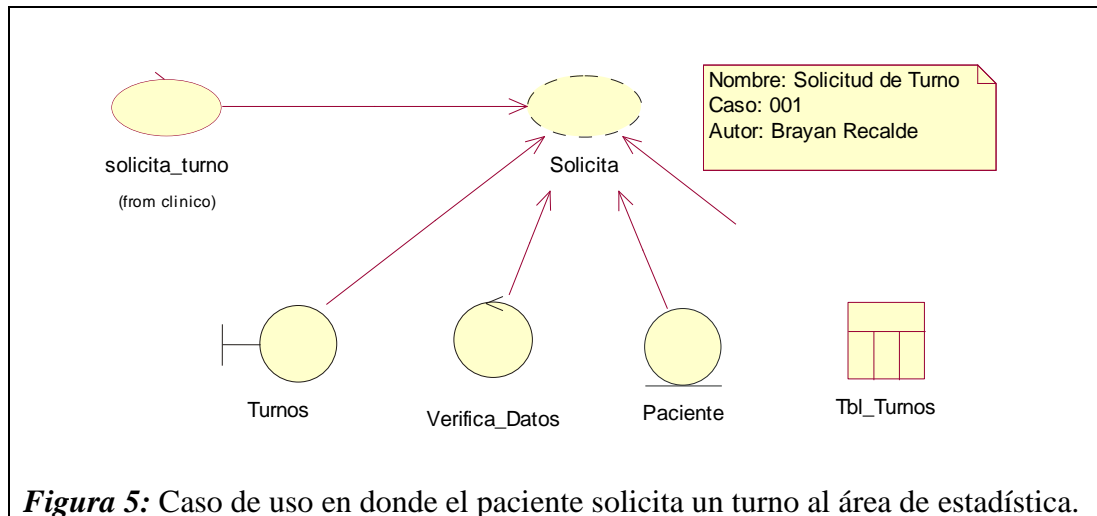 Nombre: Solicitud de Turno
Caso: 001
Autor: Brayan Recalde
solicita_turno
(from clinico)
Solicita
Turnos
Verifica_Datos
Paciente
Tbl_Turnos
Figura 5: Caso de uso en donde el paciente solicita un turno al área de estadística.